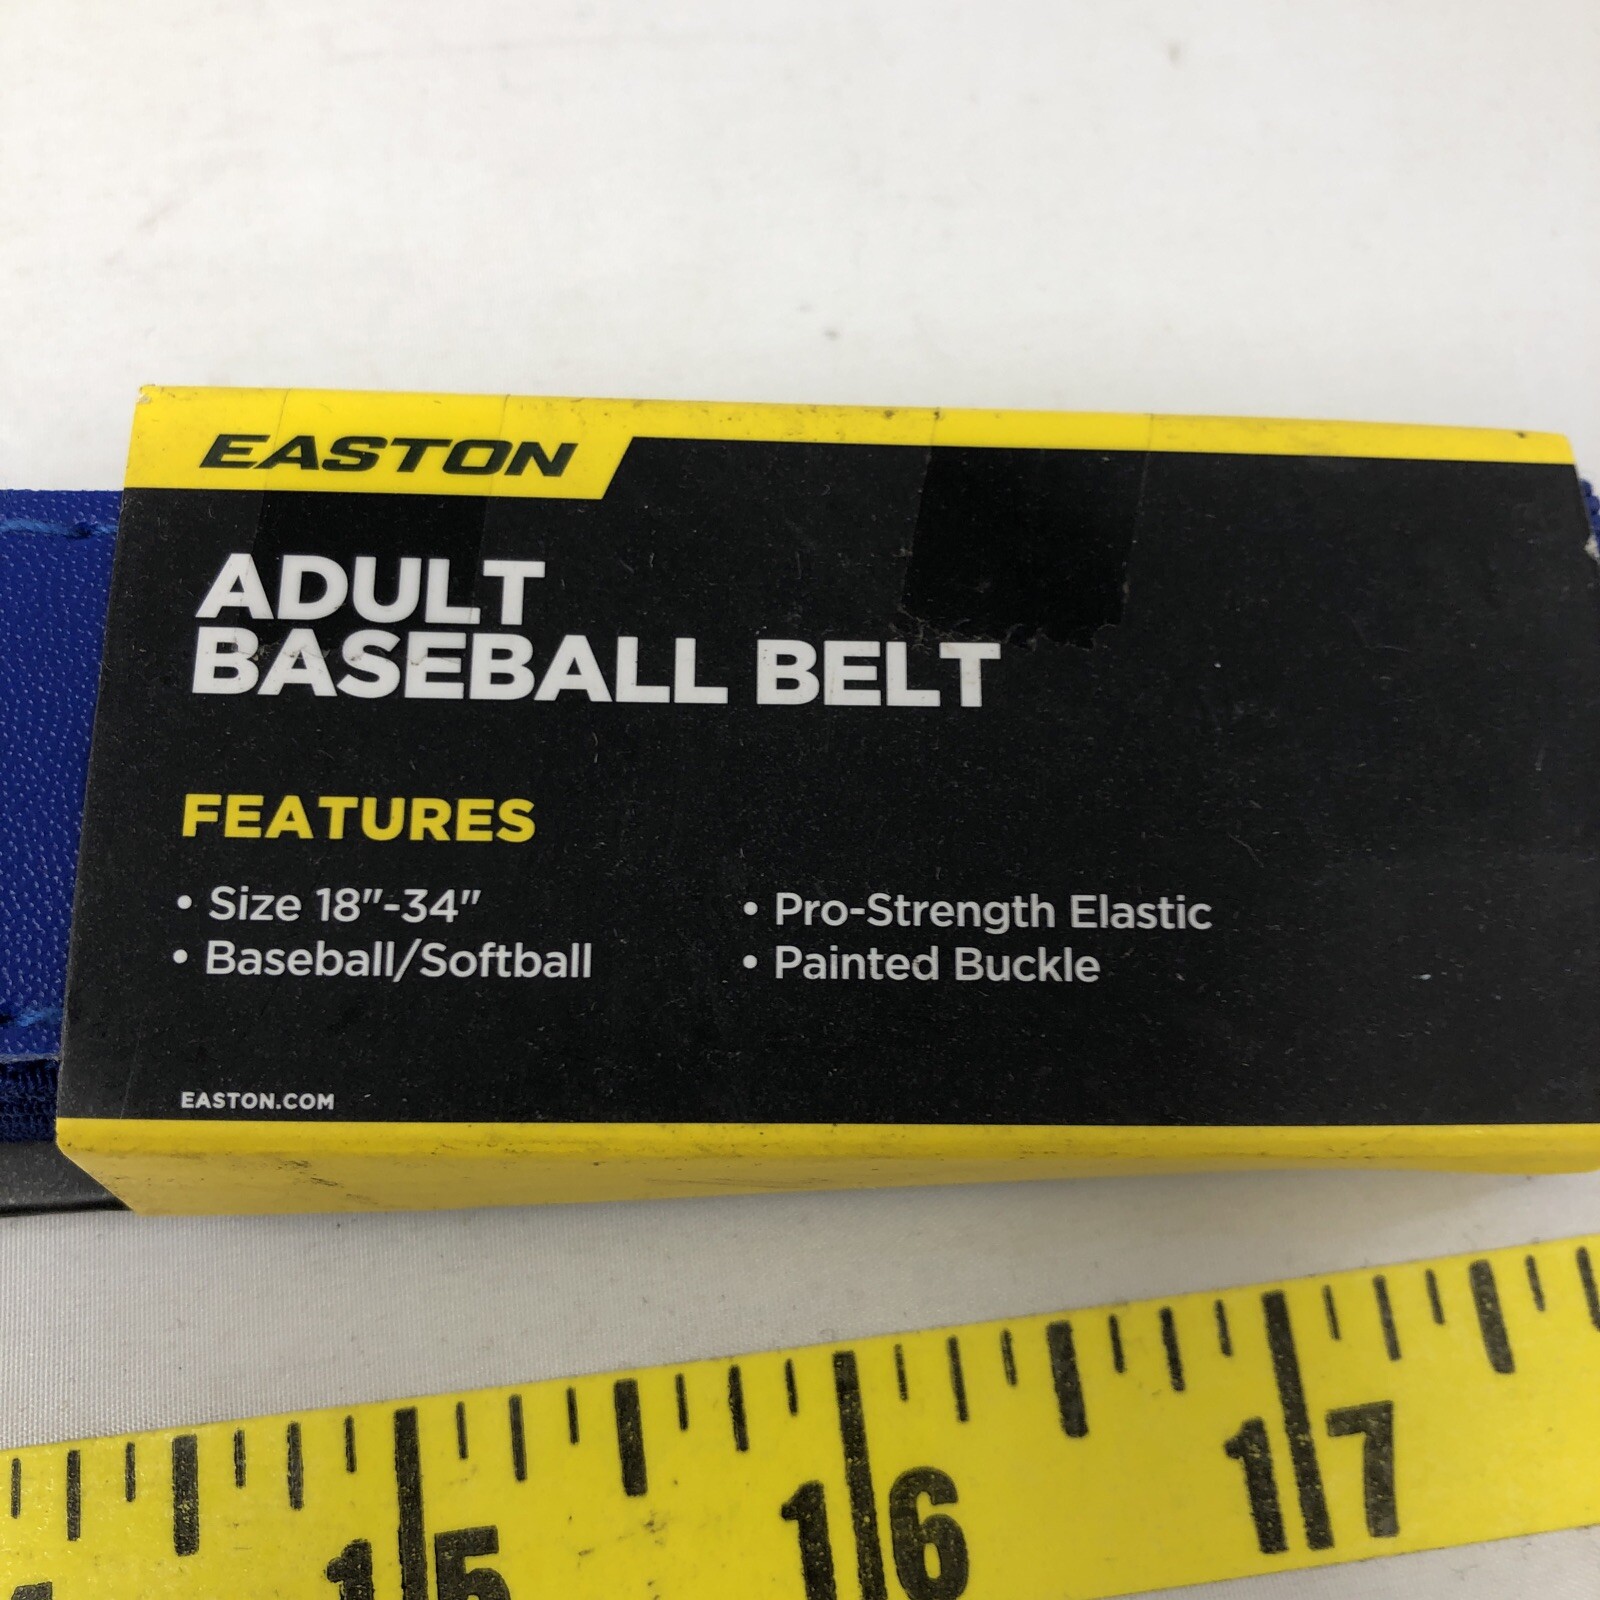 EASTON
ADULT
BASEBALL BELT
FEATURES
• Size 18"-34"
• Baseball/Softball
• Pro-Strength Elastic
• Painted Buckle
EASTON.COM
15 16 17